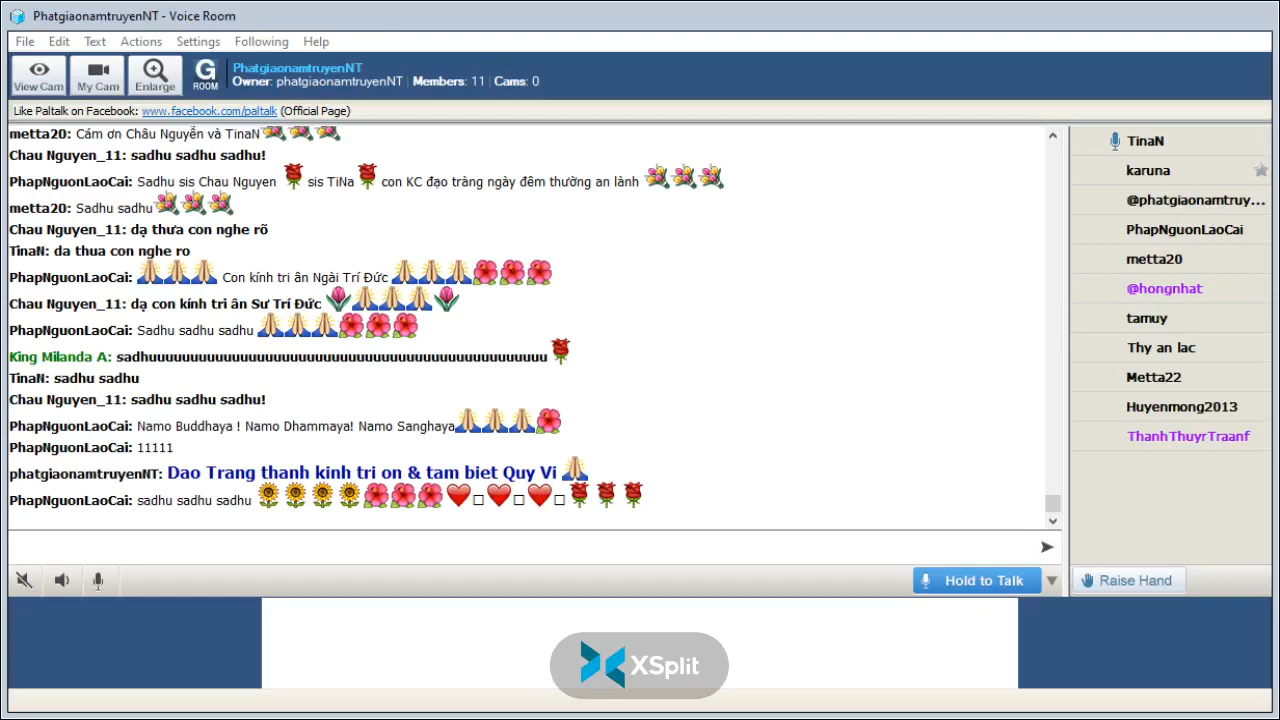 PhatgiaonamtruyenNT - Voice Room
File Edit Text Actions Settings Following Help
View Cam My Cam Enlarge G ROOM PhatgiaonamtruyenNT
Owner: phatgiaonamtruyenNT | Members: 11 | Cams: 0
Like Paltalk on Facebook: www.facebook.com/paltalk (Official Page)
metta20: Cám ơn Châu Nguyễn và TinaN
Chau Nguyen_11: sadhu sadhu sadhu!
PhapNguonLaoCai: Sadhu sis Chau Nguyen sis TiNa con KC đạo tràng ngày đêm thường an lành
metta20: Sadhu sadhu
Chau Nguyen_11: dạ thưa con nghe rõ
TinaN: da thua con nghe ro
PhapNguonLaoCai: Con kính tri ân Ngài Trí Đức
Chau Nguyen_11: dạ con kính tri ân Sư Trí Đức
PhapNguonLaoCai: Sadhu sadhu sadhu
King Milanda A: sadhuuuuuuuuuuuuuuuuuuuuuuuuuuuuuuuuuuuuuuuuuuuuuuu
TinaN: sadhu sadhu
Chau Nguyen_11: sadhu sadhu sadhu!
PhapNguonLaoCai: Namo Buddhaya ! Namo Dhammaya! Namo Sanghaya
PhapNguonLaoCai: 11111
phatgiaonamtruyenNT: Dao Trang thanh kinh tri on & tam biet Quy Vi
PhapNguonLaoCai: sadhu sadhu sadhu
TinaN
karuna
@phatgiaonamtruy...
PhapNguonLaoCai
metta20
@hongnhat
tamuy
Thy an lac
Metta22
Huyenmong2013
ThanhThuyrTraanf
Hold to Talk
Raise Hand
XSplit